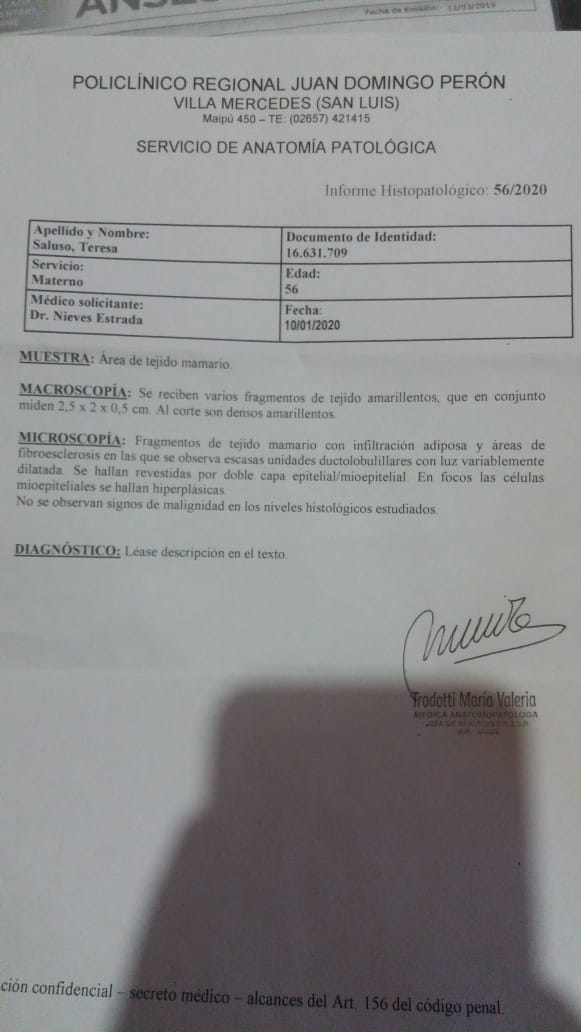 Fecha de Emisión: 12/03/2019
POLICLÍNICO REGIONAL JUAN DOMINGO PERÓN
VILLA MERCEDES (SAN LUIS)
Maipú 450 – TE: (02657) 421415
SERVICIO DE ANATOMÍA PATOLÓGICA
Informe Histopatológico: 56/2020
Apellido y Nombre:
Saluso, Teresa
Documento de Identidad:
16.631.709
Servicio:
Materno
Edad:
56
Médico solicitante:
Dr. Nieves Estrada
Fecha:
10/01/2020
MUESTRA: Área de tejido mamario.
MACROSCOPÍA: Se reciben varios fragmentos de tejido amarillentos, que en conjunto
miden 2,5 x 2 x 0,5 cm. Al corte son densos amarillentos.
MICROSCOPÍA: Fragmentos de tejido mamario con infiltración adiposa y áreas de
fibroesclerosis en las que se observa escasas unidades ductolobulillares con luz variablemente
dilatada. Se hallan revestidas por doble capa epitelial/mioepitelial. En focos las células
mioepiteliales se hallan hiperplásicas.
No se observan signos de malignidad en los niveles histológicos estudiados.
DIAGNÓSTICO: Lease descripción en el texto.
Tradotti María Valeria
MEDICA ANATOMOPATOLOGA
ción confidencial – secreto médico – alcances del Art. 156 del código penal.